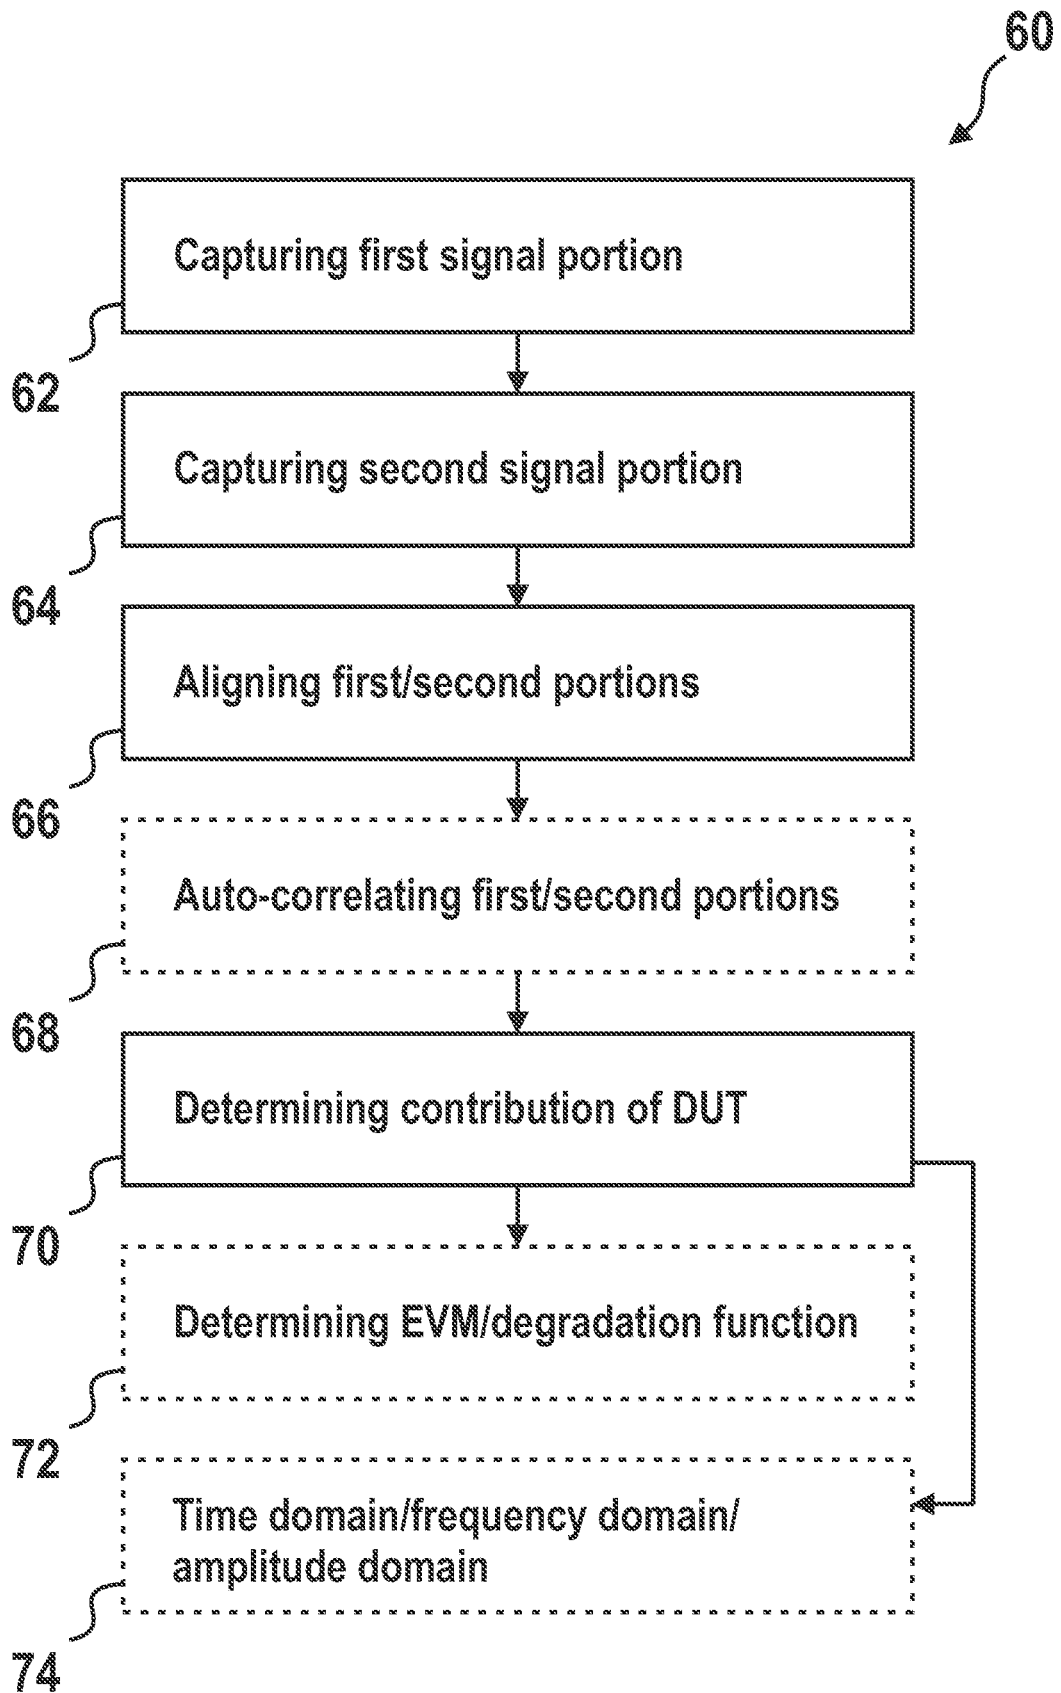 60
Capturing first signal portion
62
Capturing second signal portion
64
Aligning first/second portions
66
Auto-correlating first/second portions
68
Determining contribution of DUT
70
Determining EVM/degradation function
72
Time domain/frequency domain/
amplitude domain
74